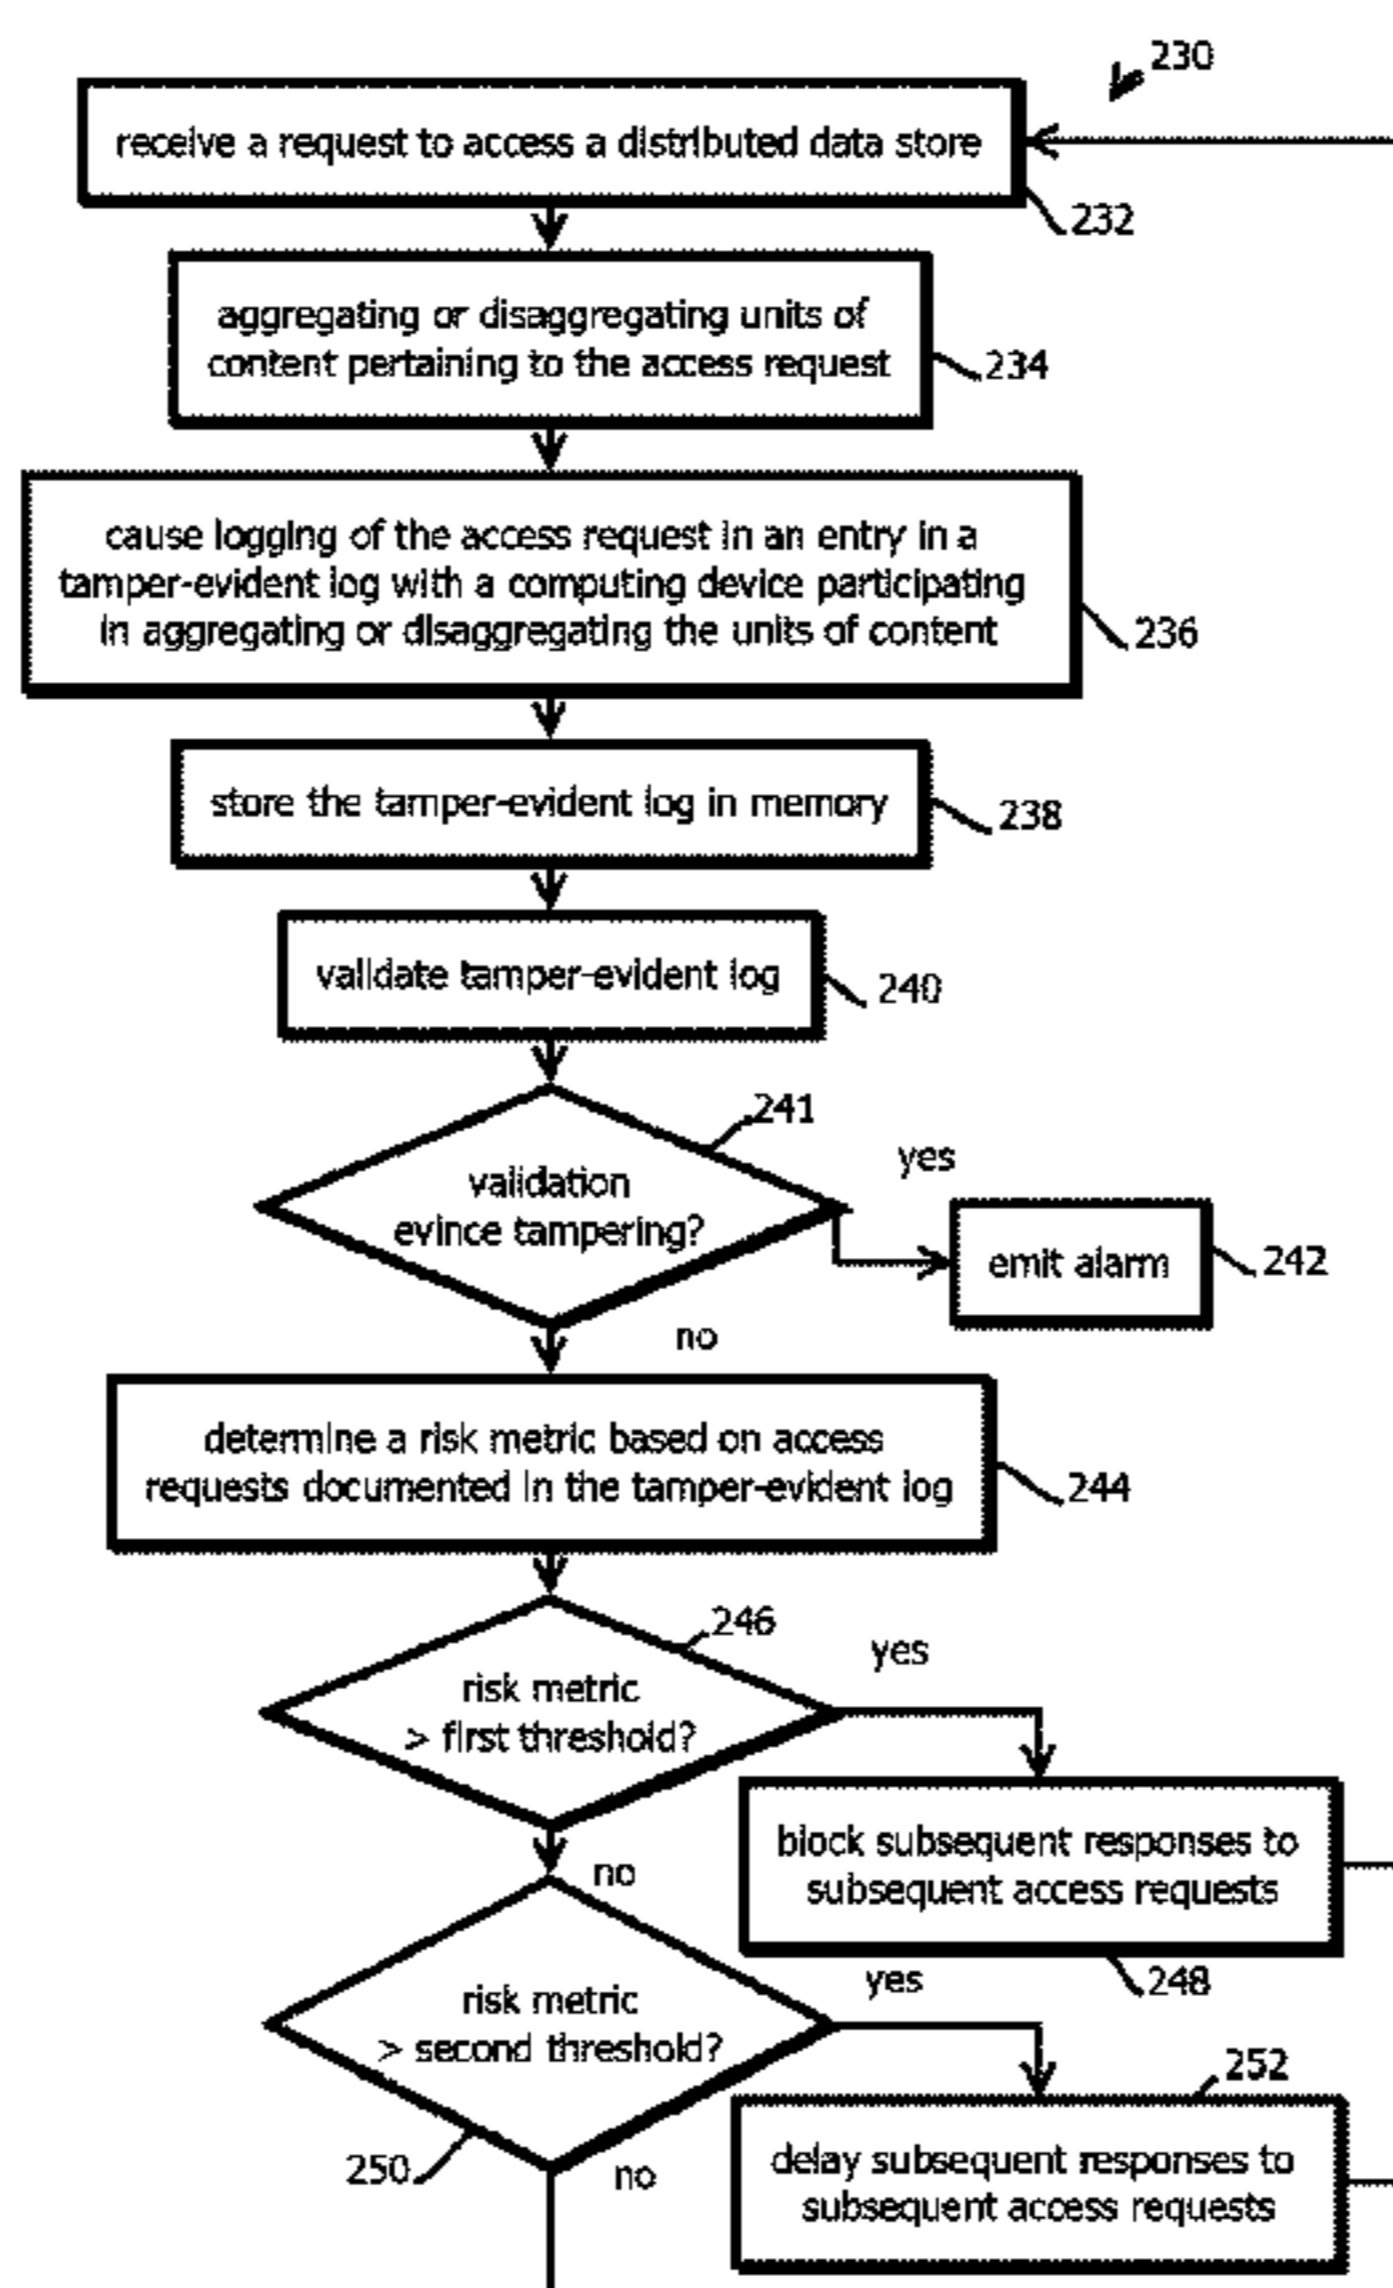 230
receive a request to access a distributed data store
232
aggregating or disaggregating units of
content pertaining to the access request
234
cause logging of the access request in an entry in a
tamper-evident log with a computing device participating
in aggregating or disaggregating the units of content
236
store the tamper-evident log in memory
238
validate tamper-evident log
240
241
validation
evince tampering?
yes
emit alarm
242
no
determine a risk metric based on access
requests documented in the tamper-evident log
244
246
risk metric
> first threshold?
yes
block subsequent responses to
subsequent access requests
248
no
risk metric
> second threshold?
yes
250
252
delay subsequent responses to
subsequent access requests
no